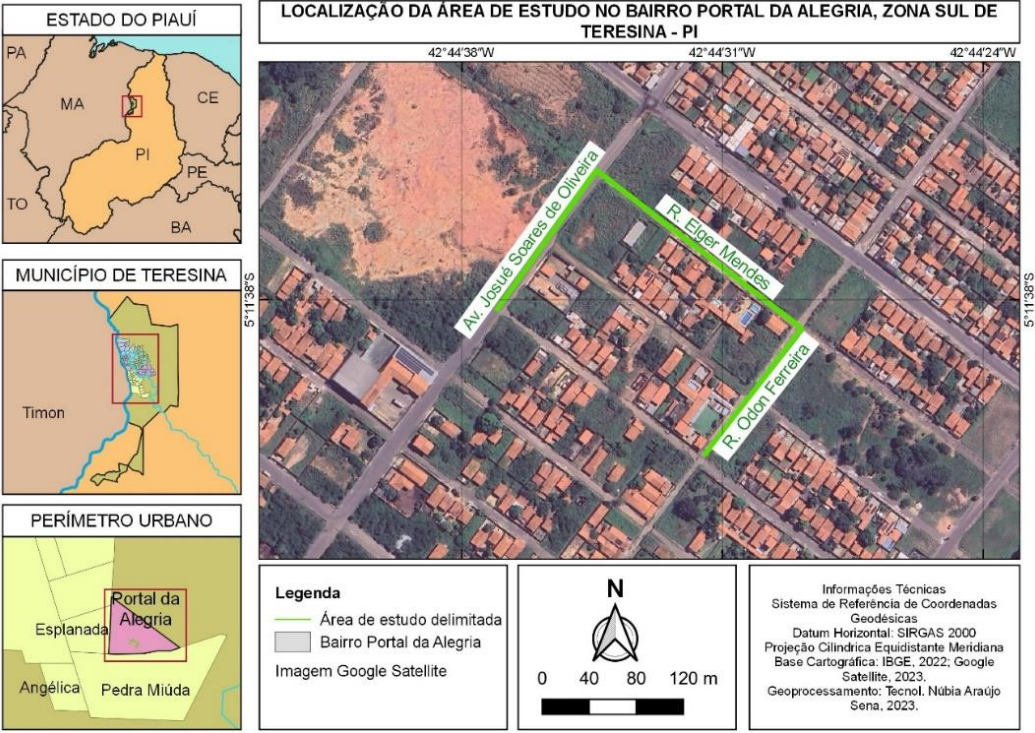 ESTADO DO PIAUÍ
PA
MA
CE
PI
PE
TO
BA
MUNICÍPIO DE TERESINA
Timon
PERÍMETRO URBANO
Portal da
Alegria
Esplanada
Angélica
Pedra Miúda
LOCALIZAÇÃO DA ÁREA DE ESTUDO NO BAIRRO PORTAL DA ALEGRIA, ZONA SUL DE
TERESINA - PI
42°44'38"W
42°44'31"W
42°44'24"W
5°11'38"S
5°11'38"S
Av. Josué Soares de Oliveira
R. Elger Mendes
R. Odon Ferreira
Legenda
Área de estudo delimitada
Bairro Portal da Alegria
Imagem Google Satellite
N
0 40 80 120 m
Informações Técnicas
Sistema de Referência de Coordenadas
Geodésicas
Datum Horizontal: SIRGAS 2000
Projeção Cilíndrica Equidistante Meridiana
Base Cartográfica: IBGE, 2022; Google
Satellite, 2023.
Geoprocessamento: Tecnol. Núbia Araújo
Sena, 2023.